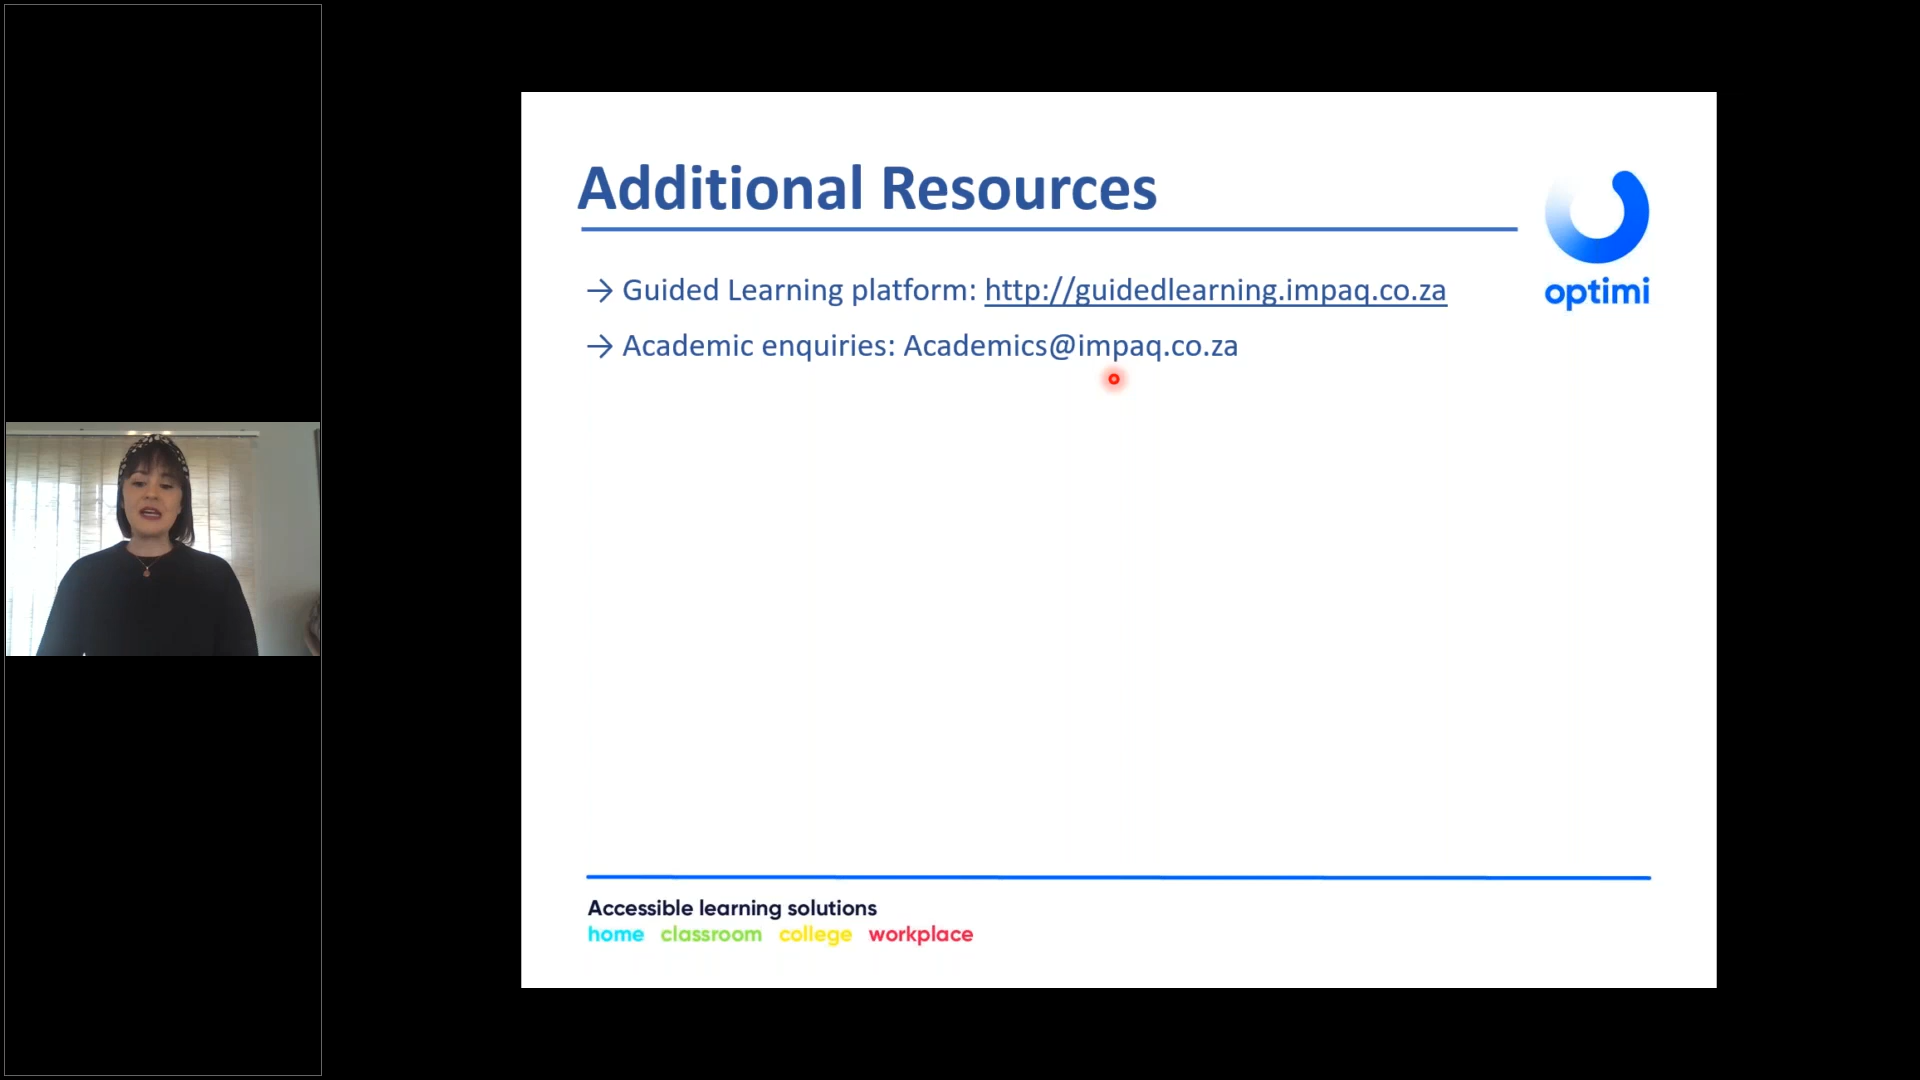 Additional Resources
optimi
→ Guided Learning platform: http://guidedlearning.impaq.co.za
→ Academic enquiries: Academics@impaq.co.za
Accessible learning solutions
home classroom college workplace